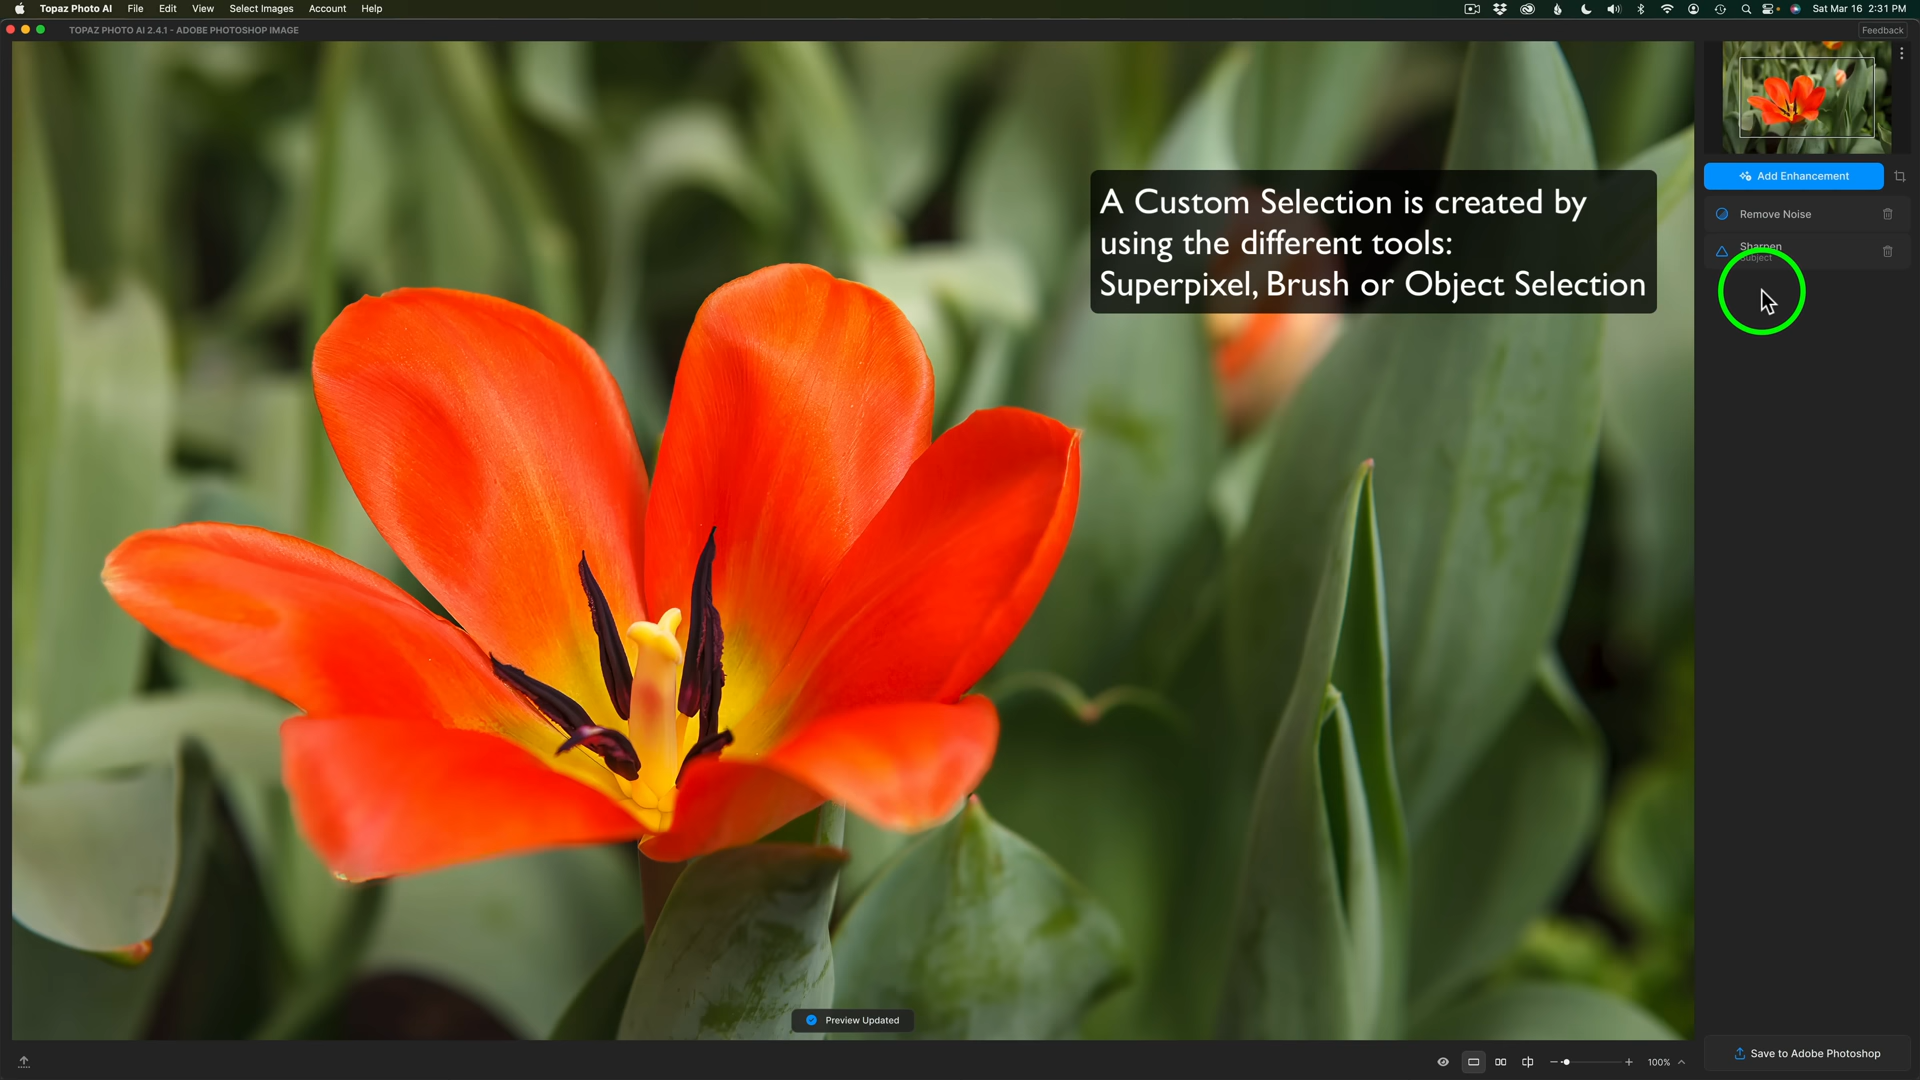 Topaz Photo AI File Edit View Select Images Account Help Sat Mar 16 2:31 PM
TOPAZ PHOTO AI 2.4.1 - ADOBE PHOTOSHOP IMAGE Feedback
Add Enhancement
Remove Noise
Sharpen
Subject
A Custom Selection is created by
using the different tools:
Superpixel, Brush or Object Selection
Preview Updated
100%
Save to Adobe Photoshop